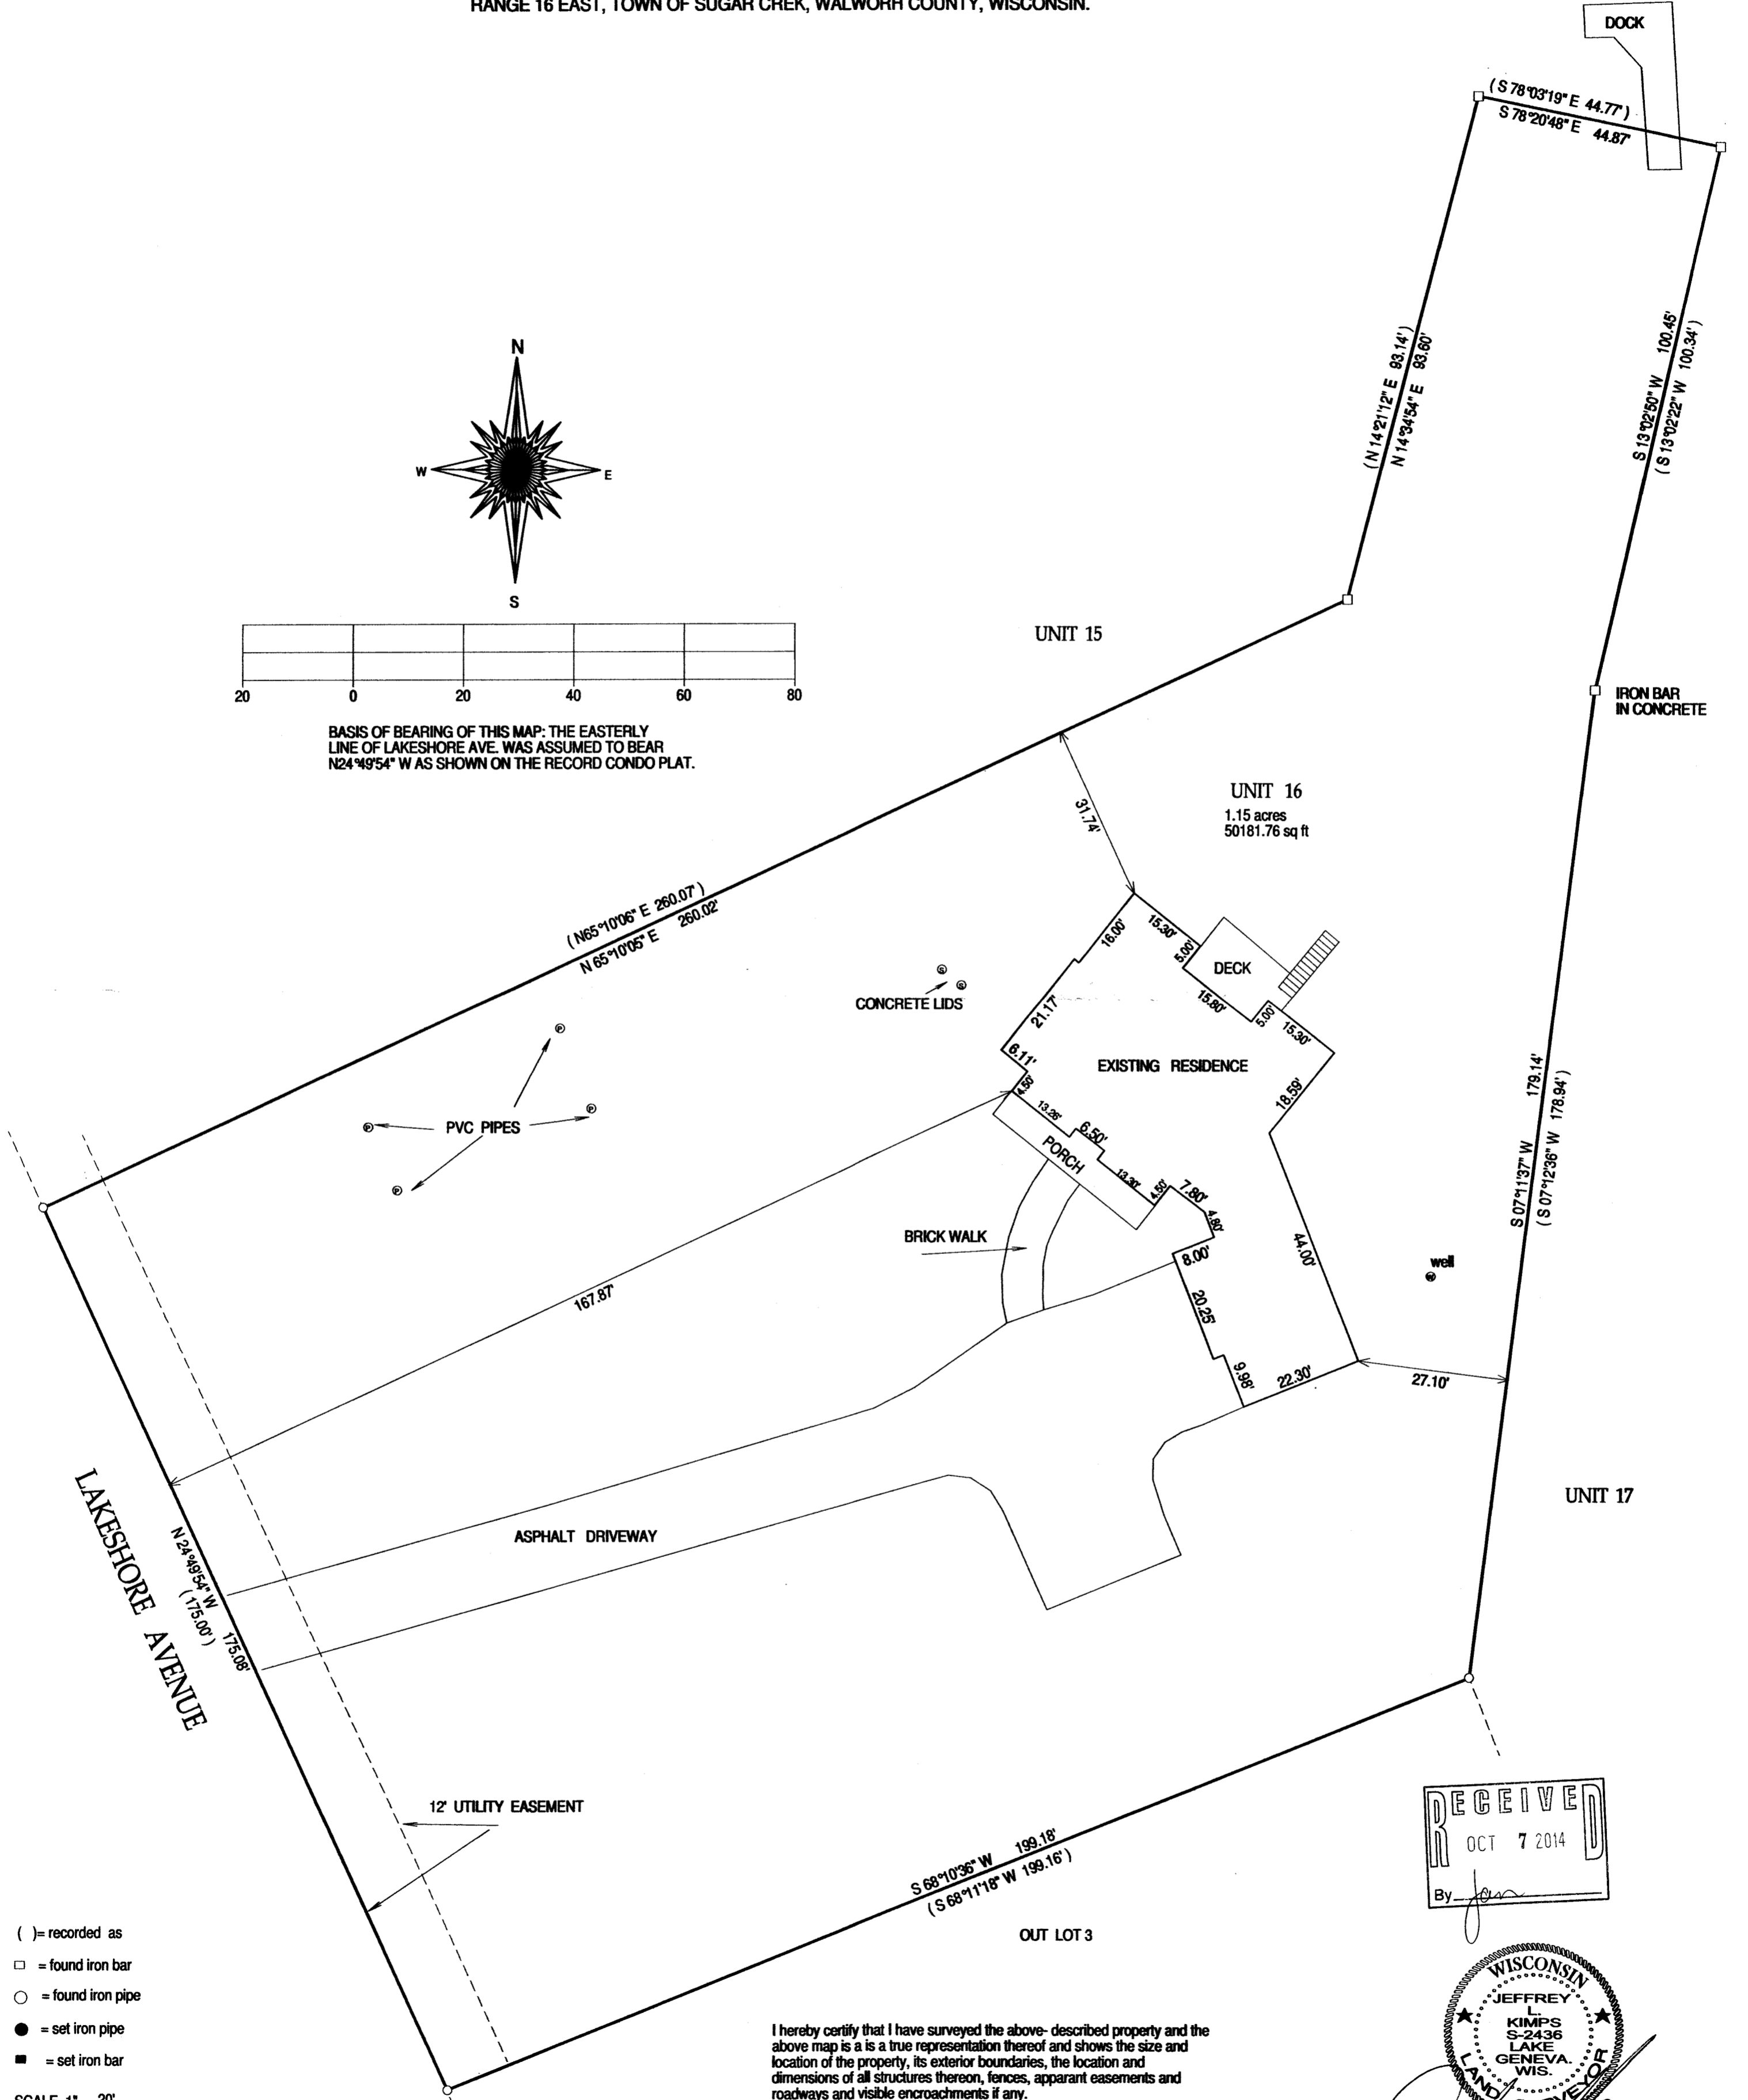 RANGE 16 EAST, TOWN OF SUGAR CREK, WALWORH COUNTY, WISCONSIN.
DOCK
( S 78°03'19" E 44.77' )
S 78°20'48" E 44.87'
( N 14°21'12" E 93.14' )
N 14°34'54" E 93.60'
S 13°02'50" W 100.45'
( S 13°02'22" W 100.34' )
N
W
E
S
20 0 20 40 60 80
BASIS OF BEARING OF THIS MAP: THE EASTERLY
LINE OF LAKESHORE AVE. WAS ASSUMED TO BEAR
N24°49'54" W AS SHOWN ON THE RECORD CONDO PLAT.
UNIT 15
IRON BAR
IN CONCRETE
UNIT 16
1.15 acres
50181.76 sq ft
31.74'
( N65°10'06" E 260.07' )
N 65°10'05" E 260.02'
16.00'
15.30'
5.00'
DECK
15.80'
5.00'
15.30'
S
S
CONCRETE LIDS
21.17'
6.11'
4.50'
EXISTING RESIDENCE
18.59'
13.26'
6.50'
PORCH
13.30'
4.50'
7.80'
4.80'
8.00'
44.00'
20.25'
9.98'
22.30'
27.10'
P
P
P
P
PVC PIPES
BRICK WALK
well
W
S 07°11'37" W 179.14'
( S 07°12'36" W 178.94' )
167.87'
UNIT 17
ASPHALT DRIVEWAY
LAKESHORE AVENUE
N 24°49'54" W 175.08'
( 175.00' )
12' UTILITY EASEMENT
S 68°10'36" W 199.18'
( S 68°11'18" W 199.16' )
OUT LOT 3
RECEIVED
OCT 7 2014
By
( )= recorded as
= found iron bar
= found iron pipe
= set iron pipe
= set iron bar
I hereby certify that I have surveyed the above- described property and the
above map is a is a true representation thereof and shows the size and
location of the property, its exterior boundaries, the location and
dimensions of all structures thereon, fences, apparant easements and
roadways and visible encroachments if any.
WISCONSIN
JEFFREY
L.
KIMPS
S-2436
LAKE
GENEVA.
WIS.
LAND SURVEYOR